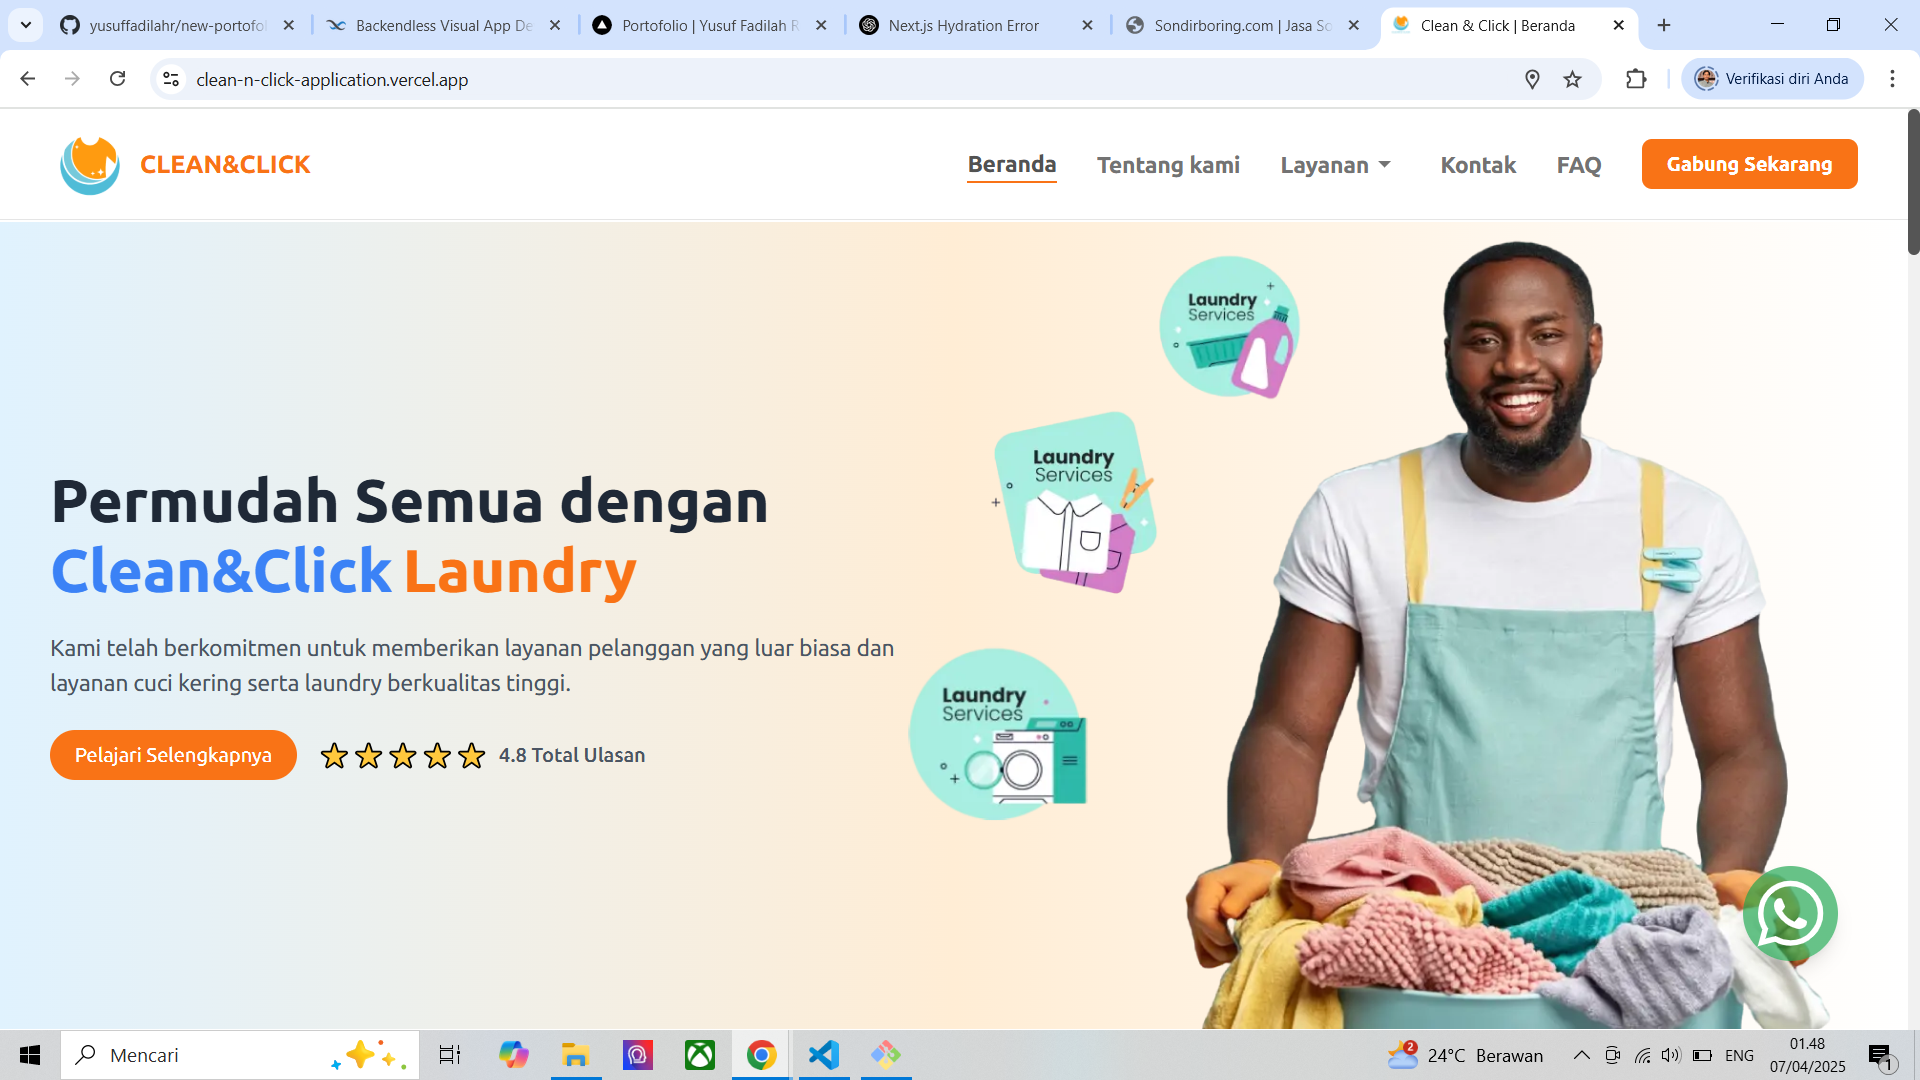 yusuffadilahr/new-portofol
Backendless Visual App De
Portofolio | Yusuf Fadilah R
Next.js Hydration Error
Sondirboring.com | Jasa So
Clean & Click | Beranda
clean-n-click-application.vercel.app
Verifikasi diri Anda
CLEAN&CLICK
Beranda
Tentang kami
Layanan
Kontak
FAQ
Gabung Sekarang
Laundry
Services
Laundry
Services
Permudah Semua dengan
Clean&Click Laundry
Kami telah berkomitmen untuk memberikan layanan pelanggan yang luar biasa dan
layanan cuci kering serta laundry berkualitas tinggi.
Laundry
Services
Pelajari Selengkapnya
4.8 Total Ulasan
Mencari
2
24°C Berawan
ENG
01.48
07/04/2025
1